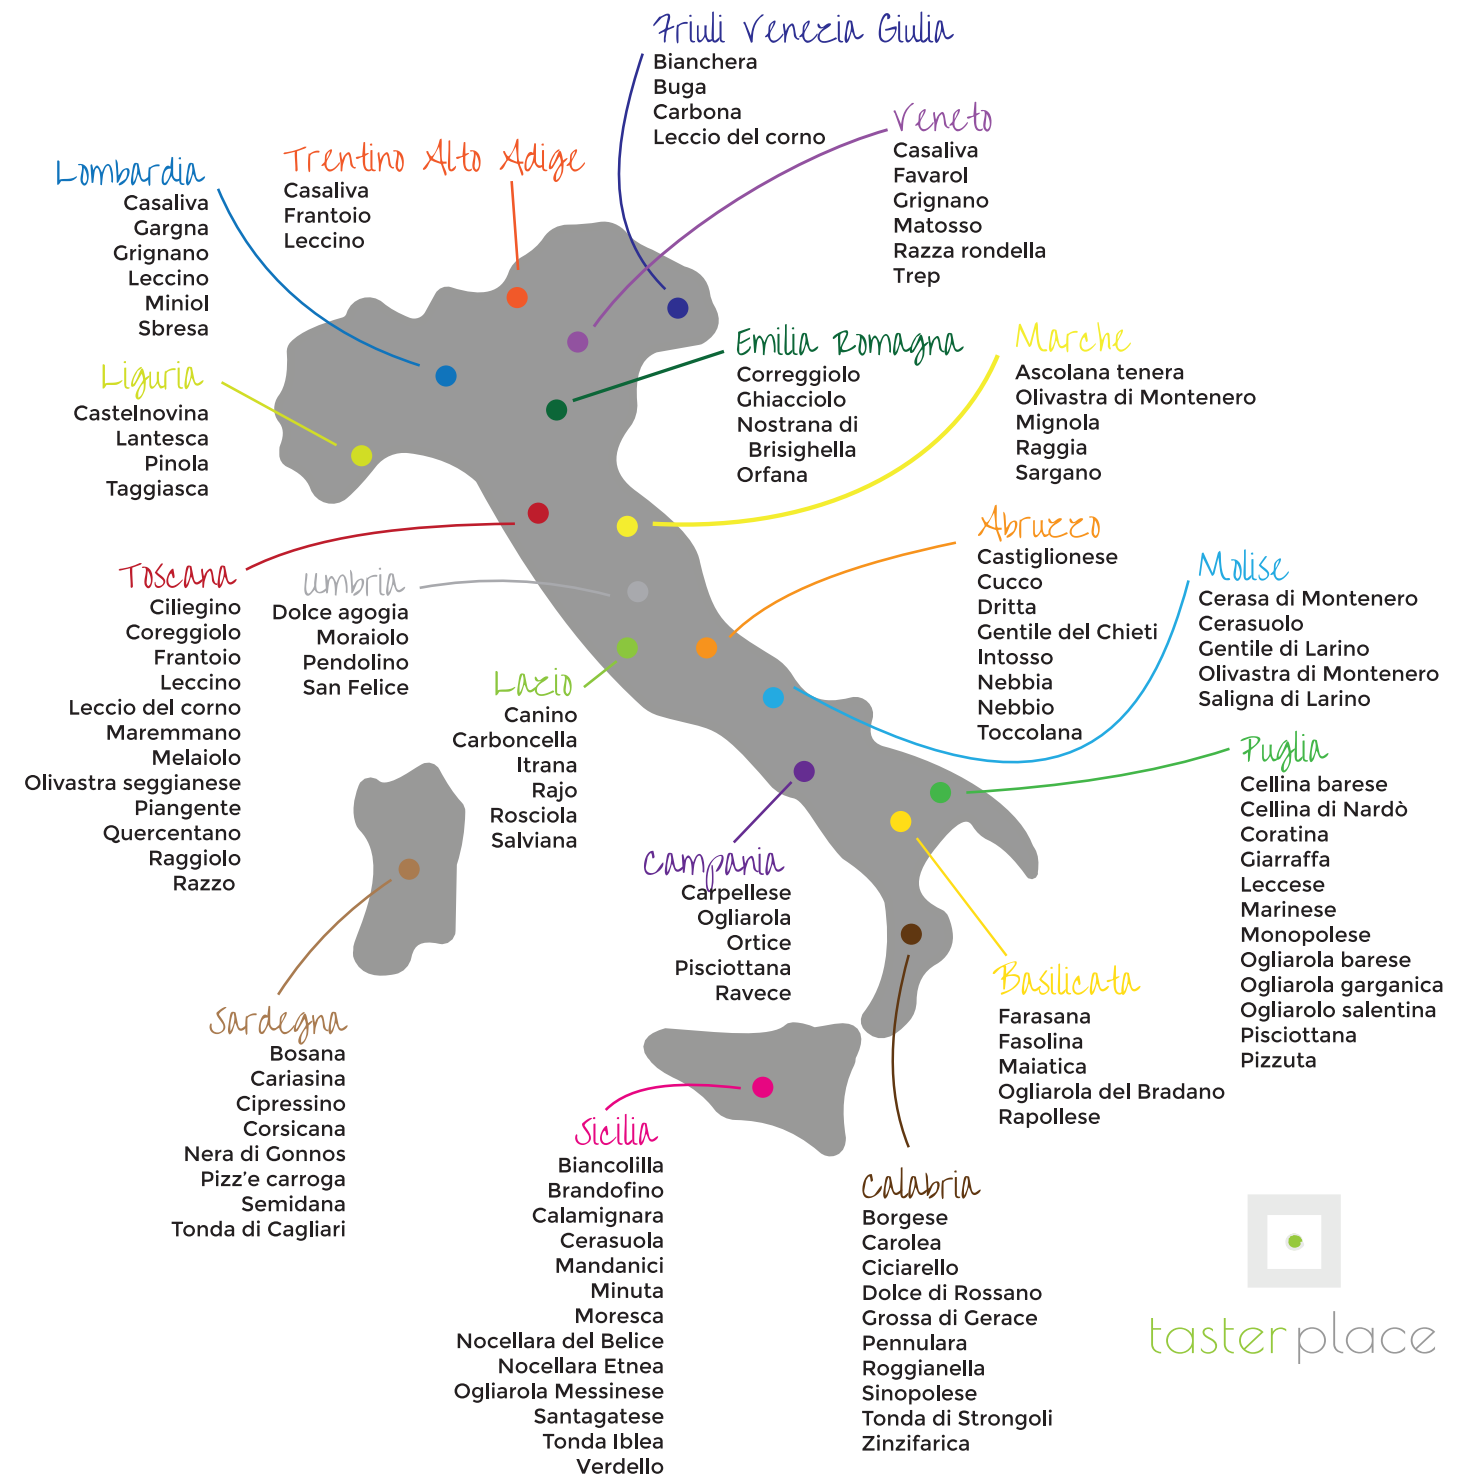 Friuli Venezia Giulia
Bianchera
Buga
Carbona
Leccio del corno
Veneto
Casaliva
Favarol
Grignano
Matosso
Razza rondella
Trep
Trentino Alto Adige
Casaliva
Frantoio
Leccino
Lombardia
Casaliva
Gargna
Grignano
Leccino
Miniol
Sbresa
Liguria
Castelnovina
Lantesca
Pinola
Taggiasca
Emilia Romagna
Correggiolo
Ghiacciolo
Nostrana di
Brisighella
Orfana
Marche
Ascolana tenera
Olivastra di Montenero
Mignola
Raggia
Sargano
Abruzzo
Castiglionese
Cucco
Dritta
Gentile del Chieti
Intosso
Nebbia
Nebbio
Toccolana
Molise
Cerasa di Montenero
Cerasuolo
Gentile di Larino
Olivastra di Montenero
Saligna di Larino
Toscana
Ciliegino
Coreggiolo
Frantoio
Leccino
Leccio del corno
Maremmano
Melaiolo
Olivastra seggianese
Piangente
Quercentano
Raggiolo
Razzo
Umbria
Dolce agogia
Moraiolo
Pendolino
San Felice
Lazio
Canino
Carboncella
Itrana
Rajo
Rosciola
Salviana
Puglia
Cellina barese
Cellina di Nardò
Coratina
Giarraffa
Leccese
Marinese
Monopolese
Ogliarola barese
Ogliarola garganica
Ogliarolo salentina
Pisciottana
Pizzuta
Campania
Carpellese
Ogliarola
Ortice
Pisciottana
Ravece
Basilicata
Farasana
Fasolina
Maiatica
Ogliarola del Bradano
Rapollese
Sardegna
Bosana
Cariasina
Cipressino
Corsicana
Nera di Gonnos
Pizz'e carroga
Semidana
Tonda di Cagliari
Sicilia
Biancolilla
Brandofino
Calamignara
Cerasuola
Mandanici
Minuta
Moresca
Nocellara del Belice
Nocellara Etnea
Ogliarola Messinese
Santagatese
Tonda Iblea
Verdello
Calabria
Borgese
Carolea
Ciciarello
Dolce di Rossano
Grossa di Gerace
Pennulara
Roggianella
Sinopolese
Tonda di Strongoli
Zinzifarica
taster place